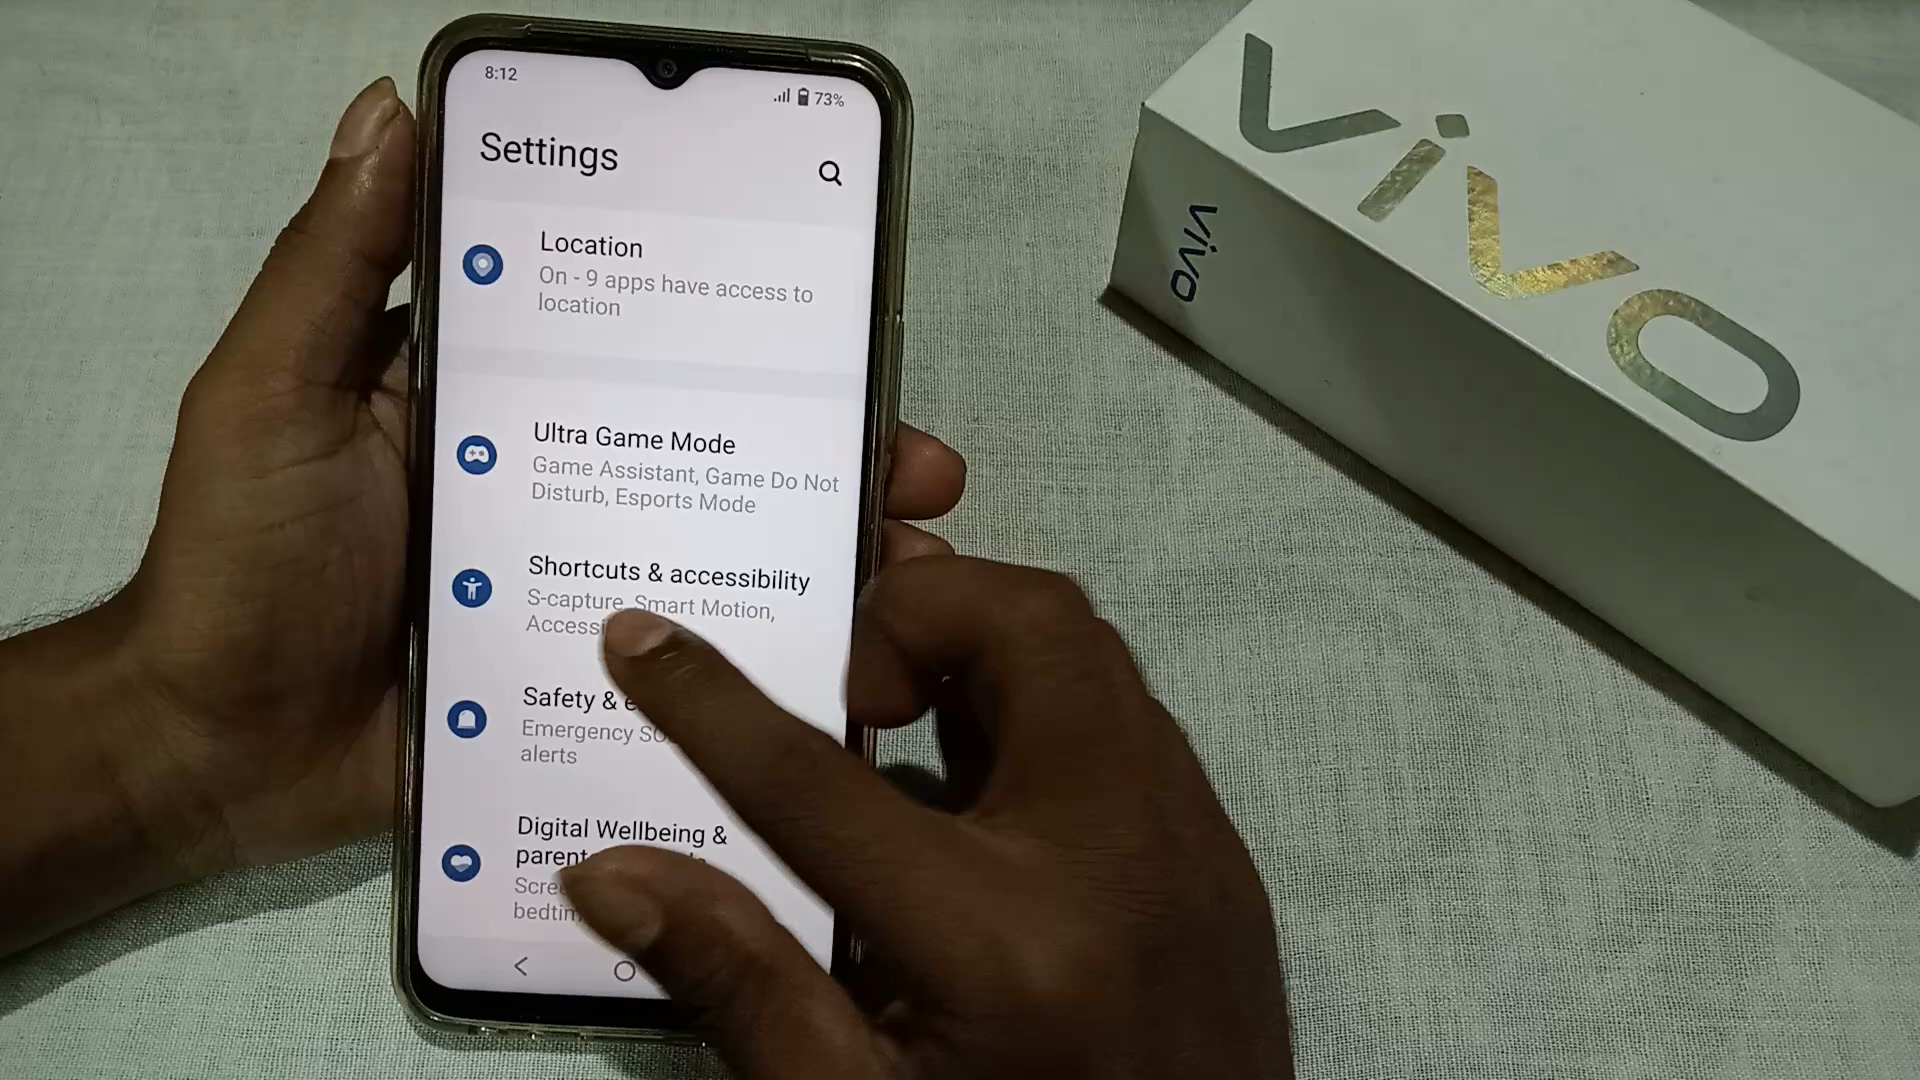 8:12
73%
Settings
Location
On - 9 apps have access to
location
Ultra Game Mode
Game Assistant, Game Do Not
Disturb, Esports Mode
Shortcuts & accessibility
S-capture, Smart Motion,
Safety &
Emergency
alerts
Digital Wellbeing &
vivo
vivo